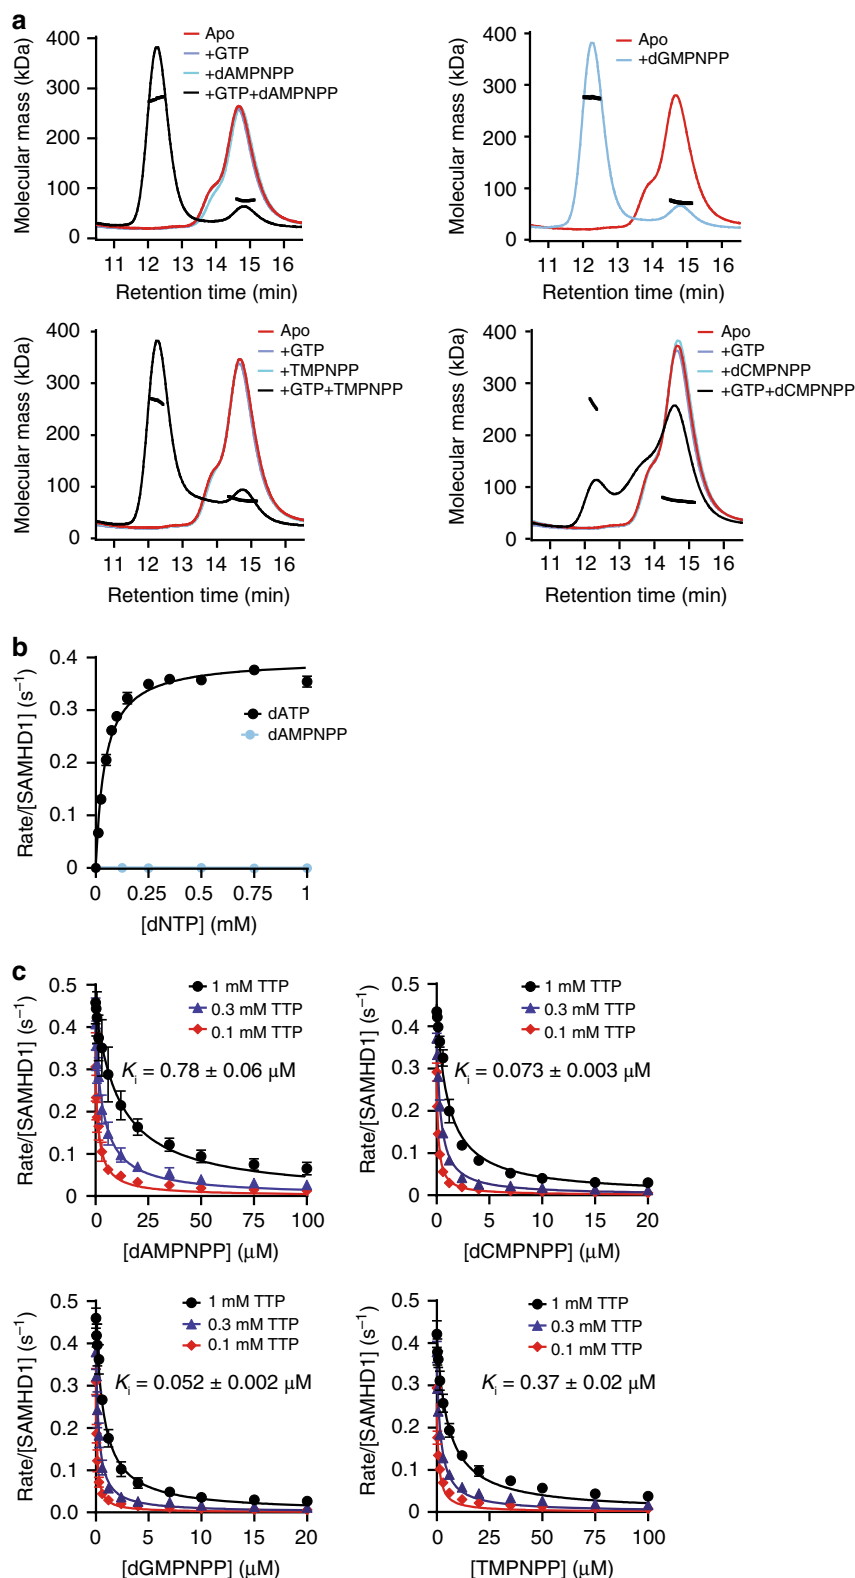 a
400
300
200
100
0
Molecular mass (kDa)
Apo
+GTP
+dAMPNPP
+GTP+dAMPNPP
11 12 13 14 15 16
Retention time (min)
400
300
200
100
0
Molecular mass (kDa)
Apo
+dGMPNPP
11 12 13 14 15 16
Retention time (min)
400
300
200
100
0
Molecular mass (kDa)
Apo
+GTP
+TMPNPP
+GTP+TMPNPP
11 12 13 14 15 16
Retention time (min)
400
300
200
100
0
Molecular mass (kDa)
Apo
+GTP
+dCMPNPP
+GTP+dCMPNPP
11 12 13 14 15 16
Retention time (min)
b
0.4
0.3
0.2
0.1
0
Rate/[SAMHD1] (s⁻¹)
dATP
dAMPNPP
0 0.25 0.5 0.75 1
[dNTP] (mM)
c
0.5
0.4
0.3
0.2
0.1
0
Rate/[SAMHD1] (s⁻¹)
1 mM TTP
0.3 mM TTP
0.1 mM TTP
Ki = 0.78 ± 0.06 μM
0 25 50 75 100
[dAMPNPP] (μM)
0.5
0.4
0.3
0.2
0.1
0
Rate/[SAMHD1] (s⁻¹)
1 mM TTP
0.3 mM TTP
0.1 mM TTP
Ki = 0.073 ± 0.003 μM
0 5 10 15 20
[dCMPNPP] (μM)
0.5
0.4
0.3
0.2
0.1
0.0
Rate/[SAMHD1] (s⁻¹)
1 mM TTP
0.3 mM TTP
0.1 mM TTP
Ki = 0.052 ± 0.002 μM
0 5 10 15 20
[dGMPNPP] (μM)
0.5
0.4
0.3
0.2
0.1
0
Rate/[SAMHD1] (s⁻¹)
1 mM TTP
0.3 mM TTP
0.1 mM TTP
Ki = 0.37 ± 0.02 μM
0 25 50 75 100
[TMPNPP] (μM)